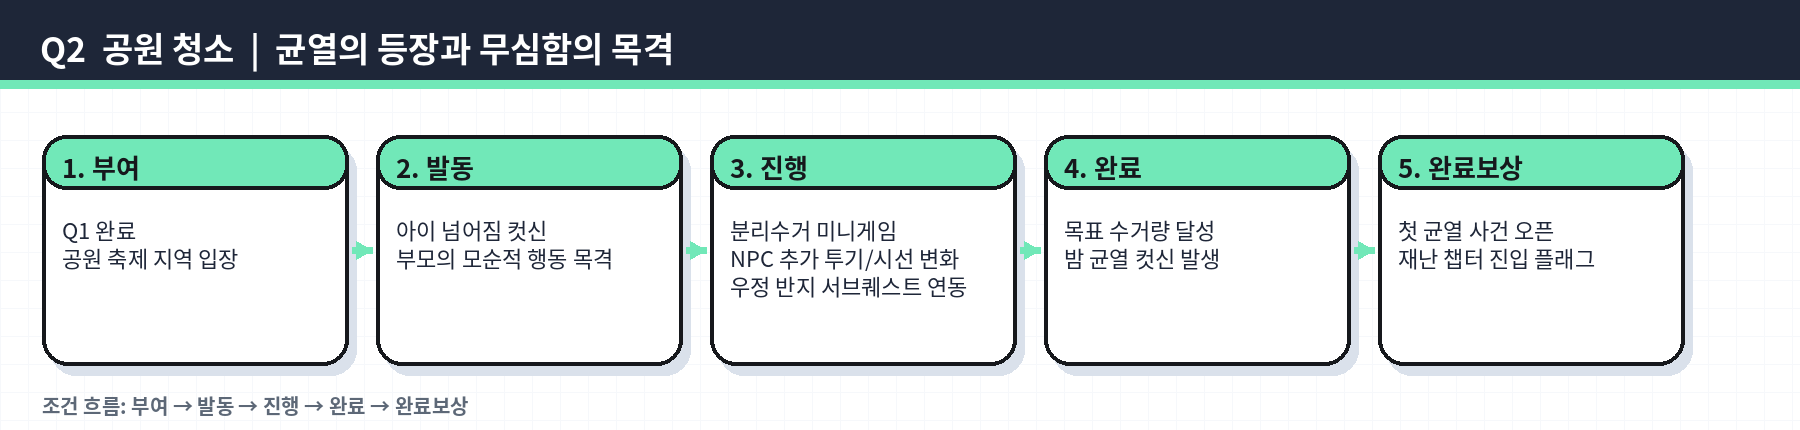 Q2 공원 청소 | 균열의 등장과 무심함의 목격
1. 부여
Q1 완료
공원 축제 지역 입장
2. 발동
아이 넘어짐 컷신
부모의 모순적 행동 목격
3. 진행
분리수거 미니게임
NPC 추가 투기/시선 변화
우정 반지 서브퀘스트 연동
4. 완료
목표 수거량 달성
밤 균열 컷신 발생
5. 완료보상
첫 균열 사건 오픈
재난 챕터 진입 플래그
조건 흐름: 부여 → 발동 → 진행 → 완료 → 완료보상